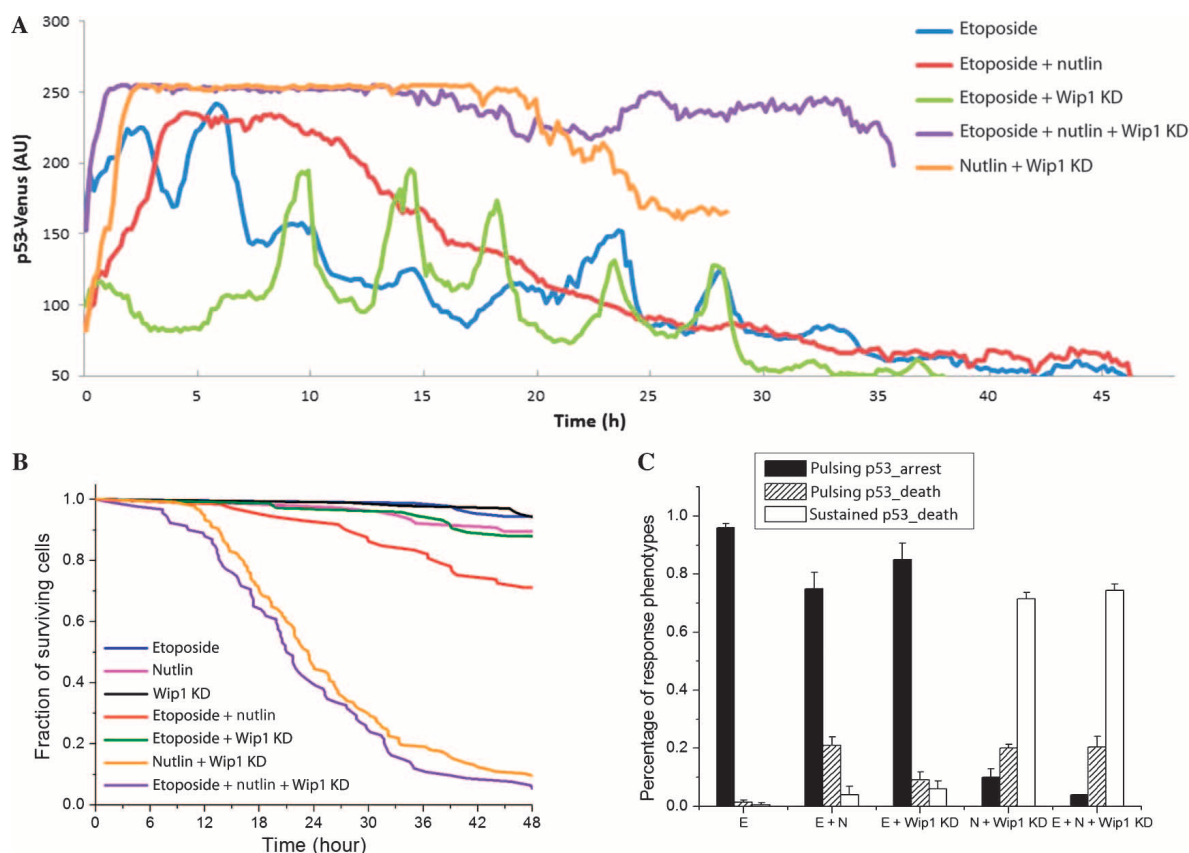 A
300
250
200
150
100
50
p53-Venus (AU)
0 5 10 15 20 25 30 35 40 45
Time (h)
Etoposide
Etoposide + nutlin
Etoposide + Wip1 KD
Etoposide + nutlin + Wip1 KD
Nutlin + Wip1 KD
B
1.0
0.8
0.6
0.4
0.2
0.0
Fraction of surviving cells
Etoposide
Nutlin
Wip1 KD
Etoposide + nutlin
Etoposide + Wip1 KD
Nutlin + Wip1 KD
Etoposide + nutlin + Wip1 KD
0 6 12 18 24 30 36 42 48
Time (hour)
C
Pulsing p53_arrest
Pulsing p53_death
Sustained p53_death
1.0
0.8
0.6
0.4
0.2
0.0
Percentage of response phenotypes
E E + N E + Wip1 KD N + Wip1 KD E + N + Wip1 KD